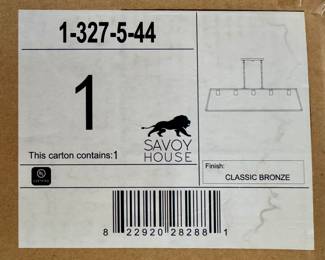 1-327-5-44
1
SAVOY
HOUSE
This carton contains:1
Finish:
CLASSIC BRONZE
8 22920 28288 1